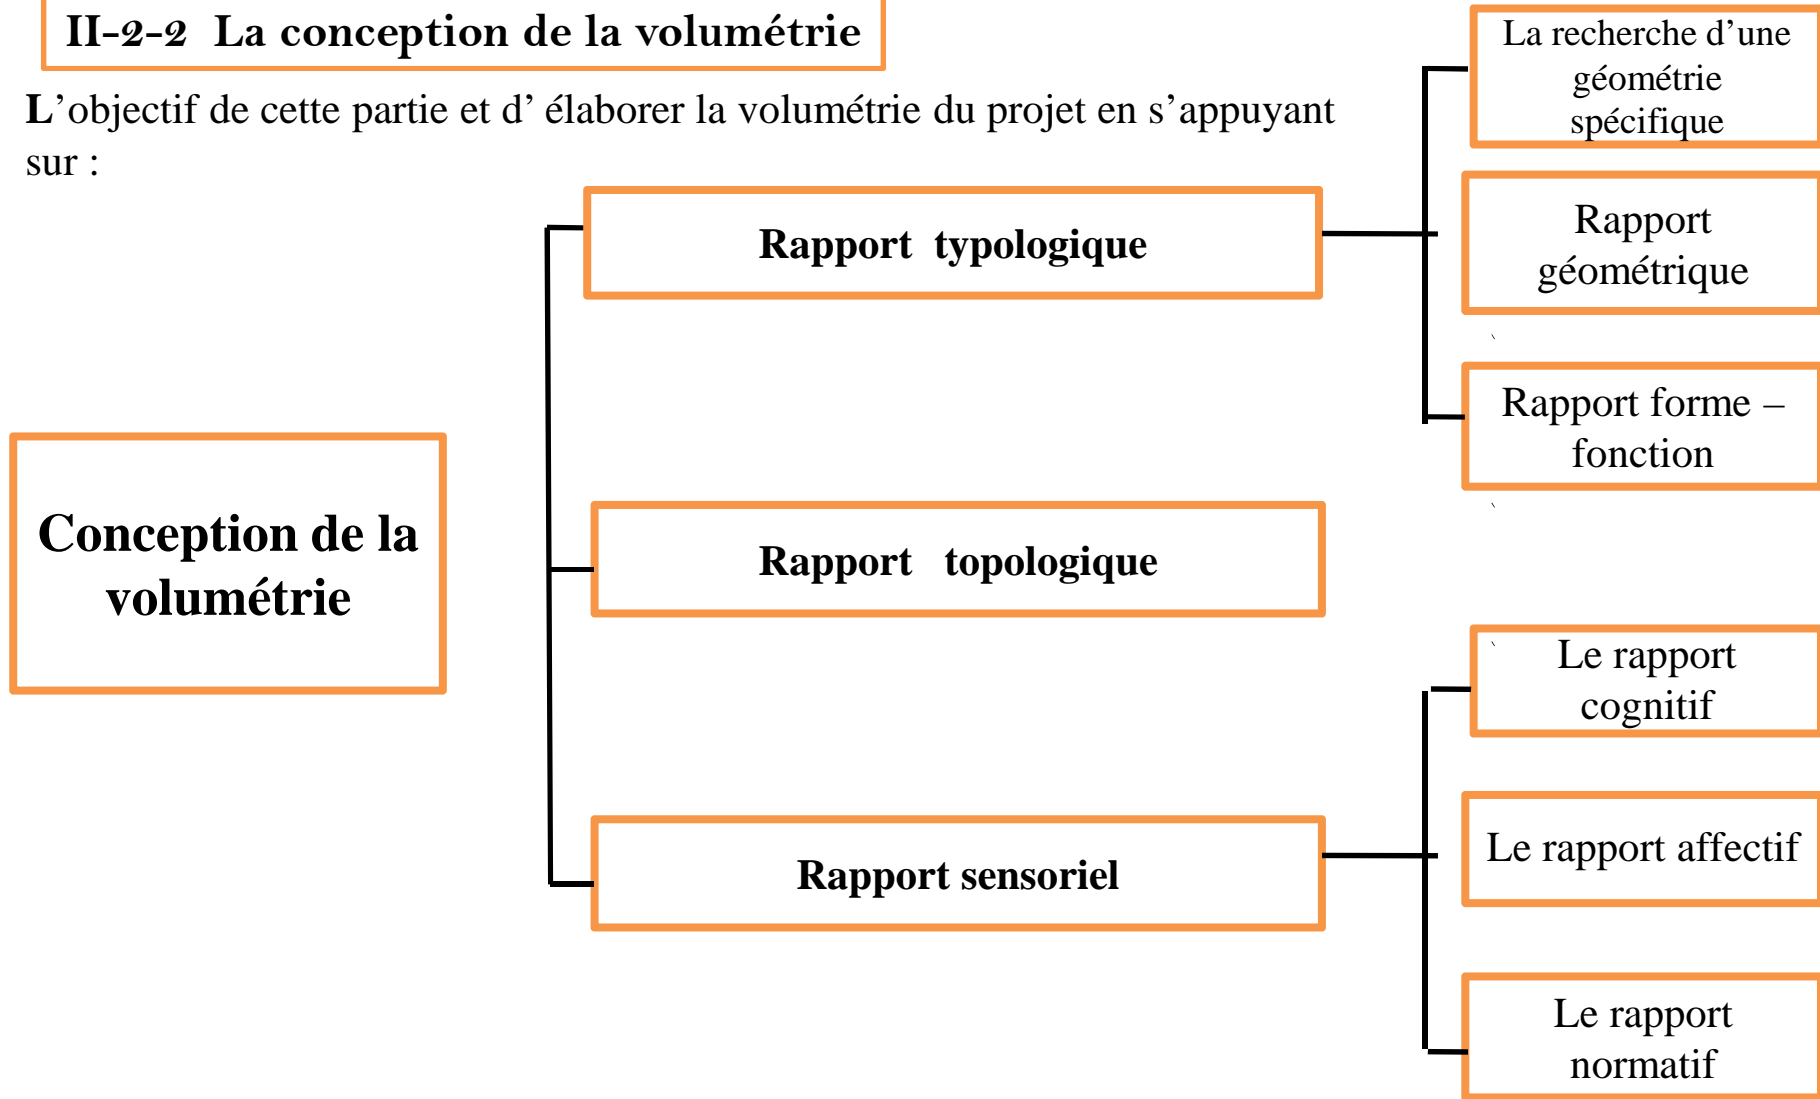 II-2-2 La conception de la volumétrie
L’objectif de cette partie et d’ élaborer la volumétrie du projet en s’appuyant
sur :
Conception de la
volumétrie
Rapport typologique
La recherche d’une
géométrie
spécifique
Rapport
géométrique
Rapport forme –
fonction
Rapport topologique
Rapport sensoriel
Le rapport
cognitif
Le rapport affectif
Le rapport
normatif